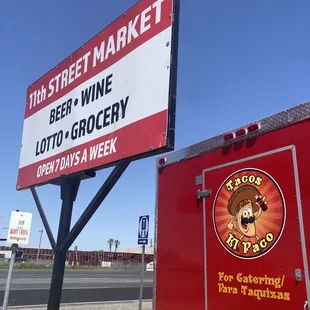 11th STREET MARKET
BEER • WINE
LOTTO • GROCERY
OPEN 7 DAYS A WEEK
Tacos
El Paco
For Catering/
Para Taquizas